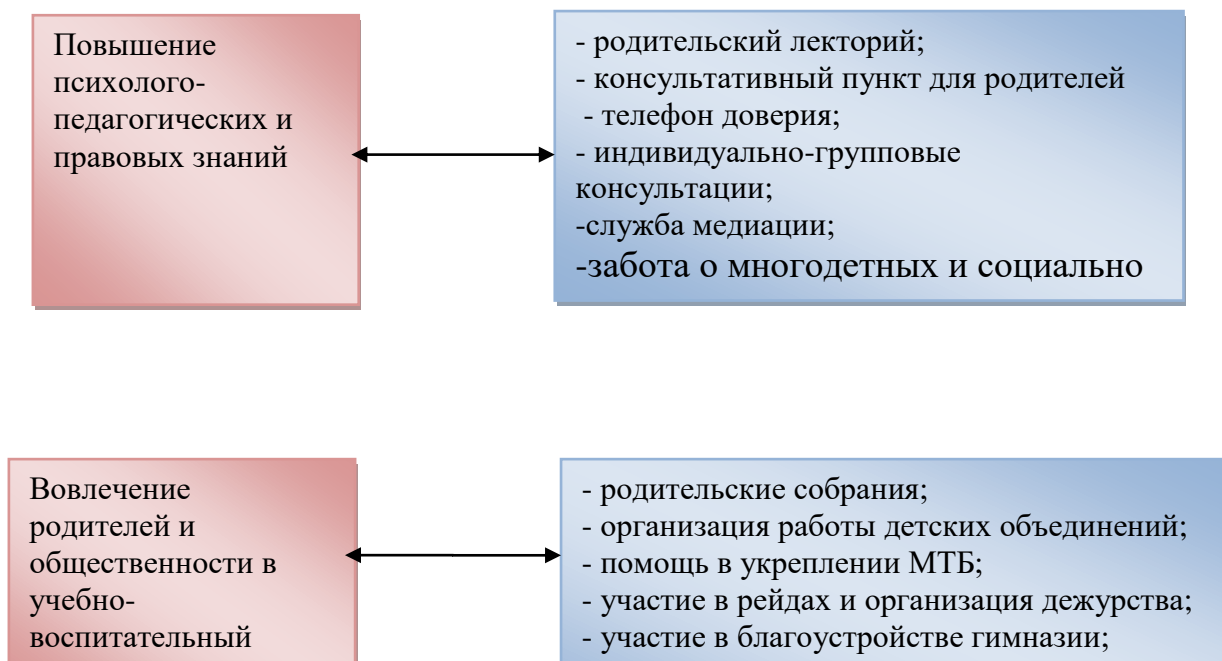 Повышение
психолого-
педагогических и
правовых знаний
- родительский лекторий;
- консультативный пункт для родителей
- телефон доверия;
- индивидуально-групповые
консультации;
-служба медиации;
-забота о многодетных и социально
Вовлечение
родителей и
общественности в
учебно-
воспитательный
- родительские собрания;
- организация работы детских объединений;
- помощь в укреплении МТБ;
- участие в рейдах и организация дежурства;
- участие в благоустройстве гимназии;